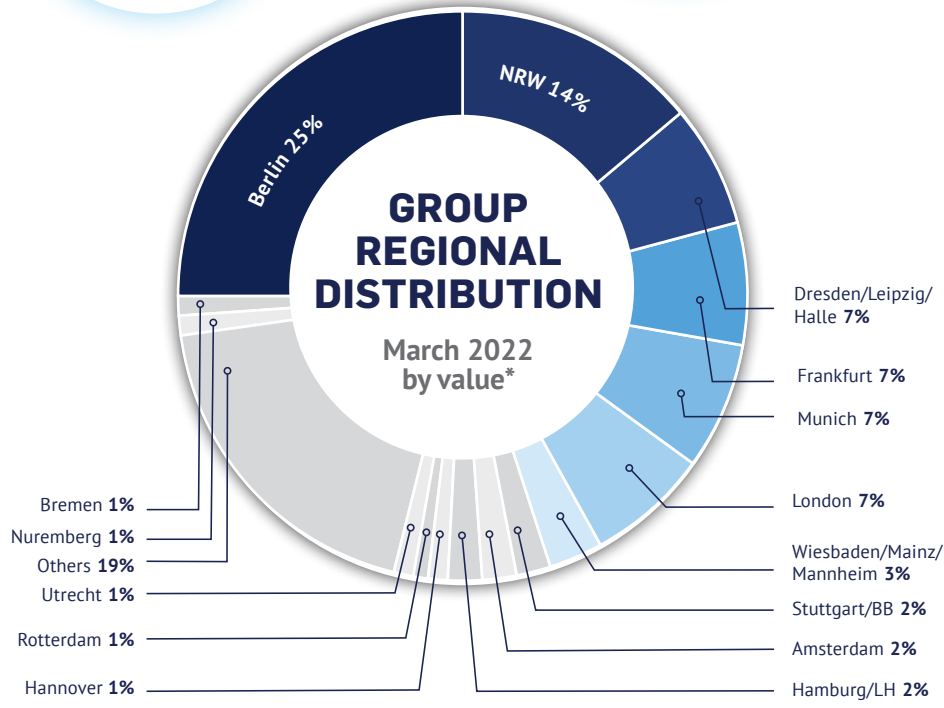 NRW 14%
Berlin 25%
GROUP
REGIONAL
DISTRIBUTION
March 2022
by value*
Dresden/Leipzig/
Halle 7%
Frankfurt 7%
Munich 7%
London 7%
Wiesbaden/Mainz/
Mannheim 3%
Stuttgart/BB 2%
Amsterdam 2%
Hamburg/LH 2%
Bremen 1%
Nuremberg 1%
Others 19%
Utrecht 1%
Rotterdam 1%
Hannover 1%